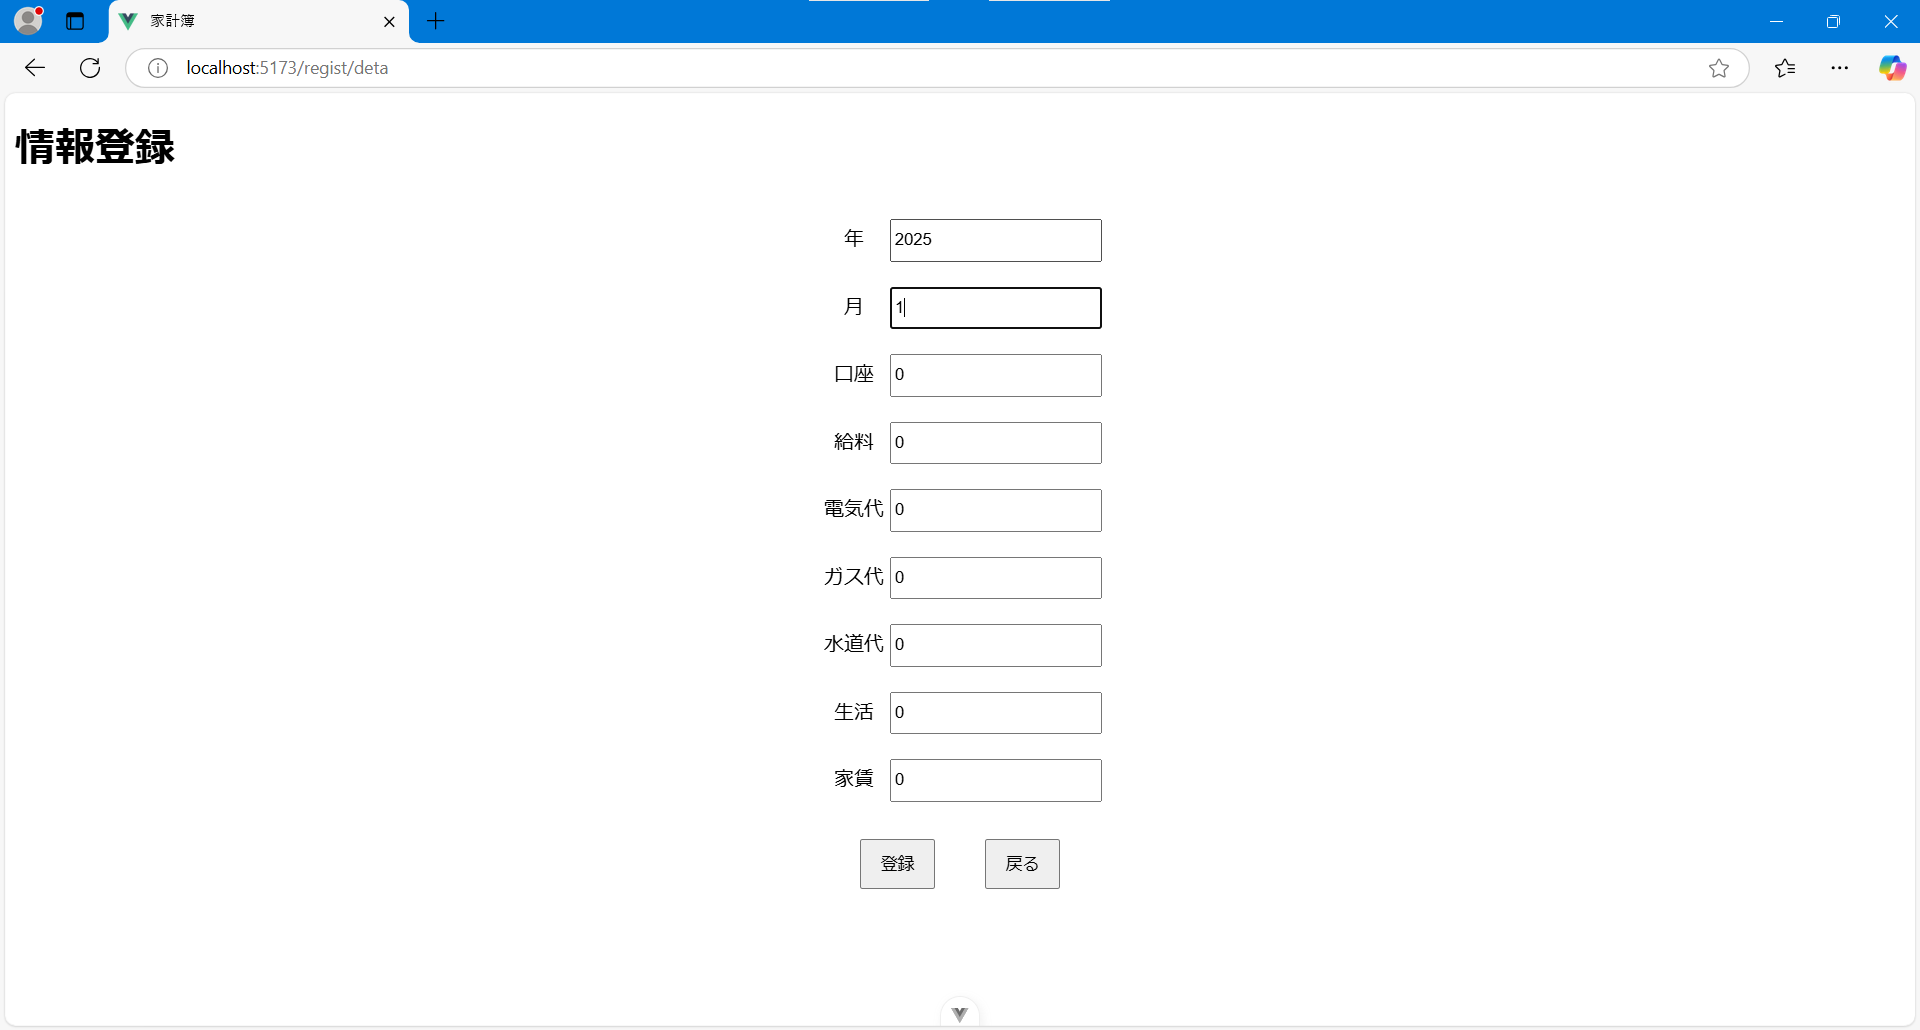 家計簿
localhost:5173/regist/deta
情報登録
年 2025
月 1
口座 0
給料 0
電気代 0
ガス代 0
水道代 0
生活 0
家賃 0
登録 戻る